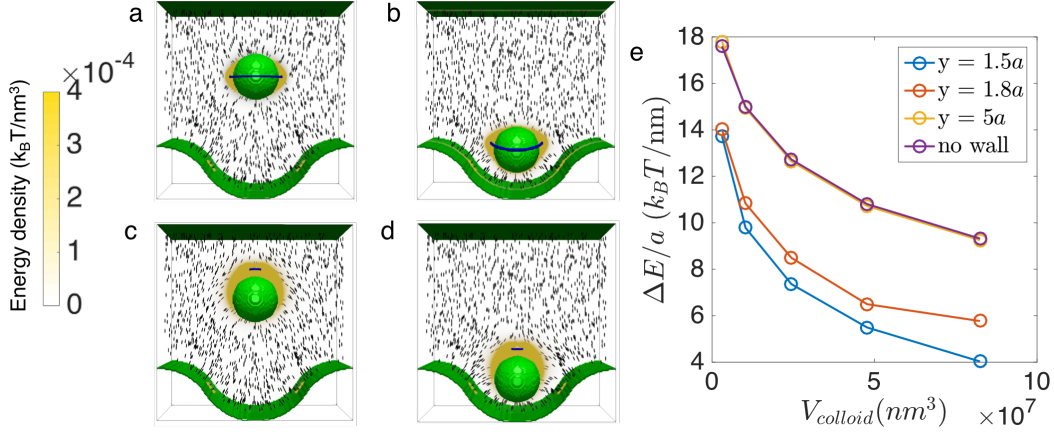 a
b
c
d
e
Energy density (k_BT/nm³)
×10⁻⁴
4
3
2
1
0
ΔE/a (k_BT/nm)
18
16
14
12
10
8
6
4
0
5
10
V_colloid(nm³)
×10⁷
y = 1.5a
y = 1.8a
y = 5a
no wall